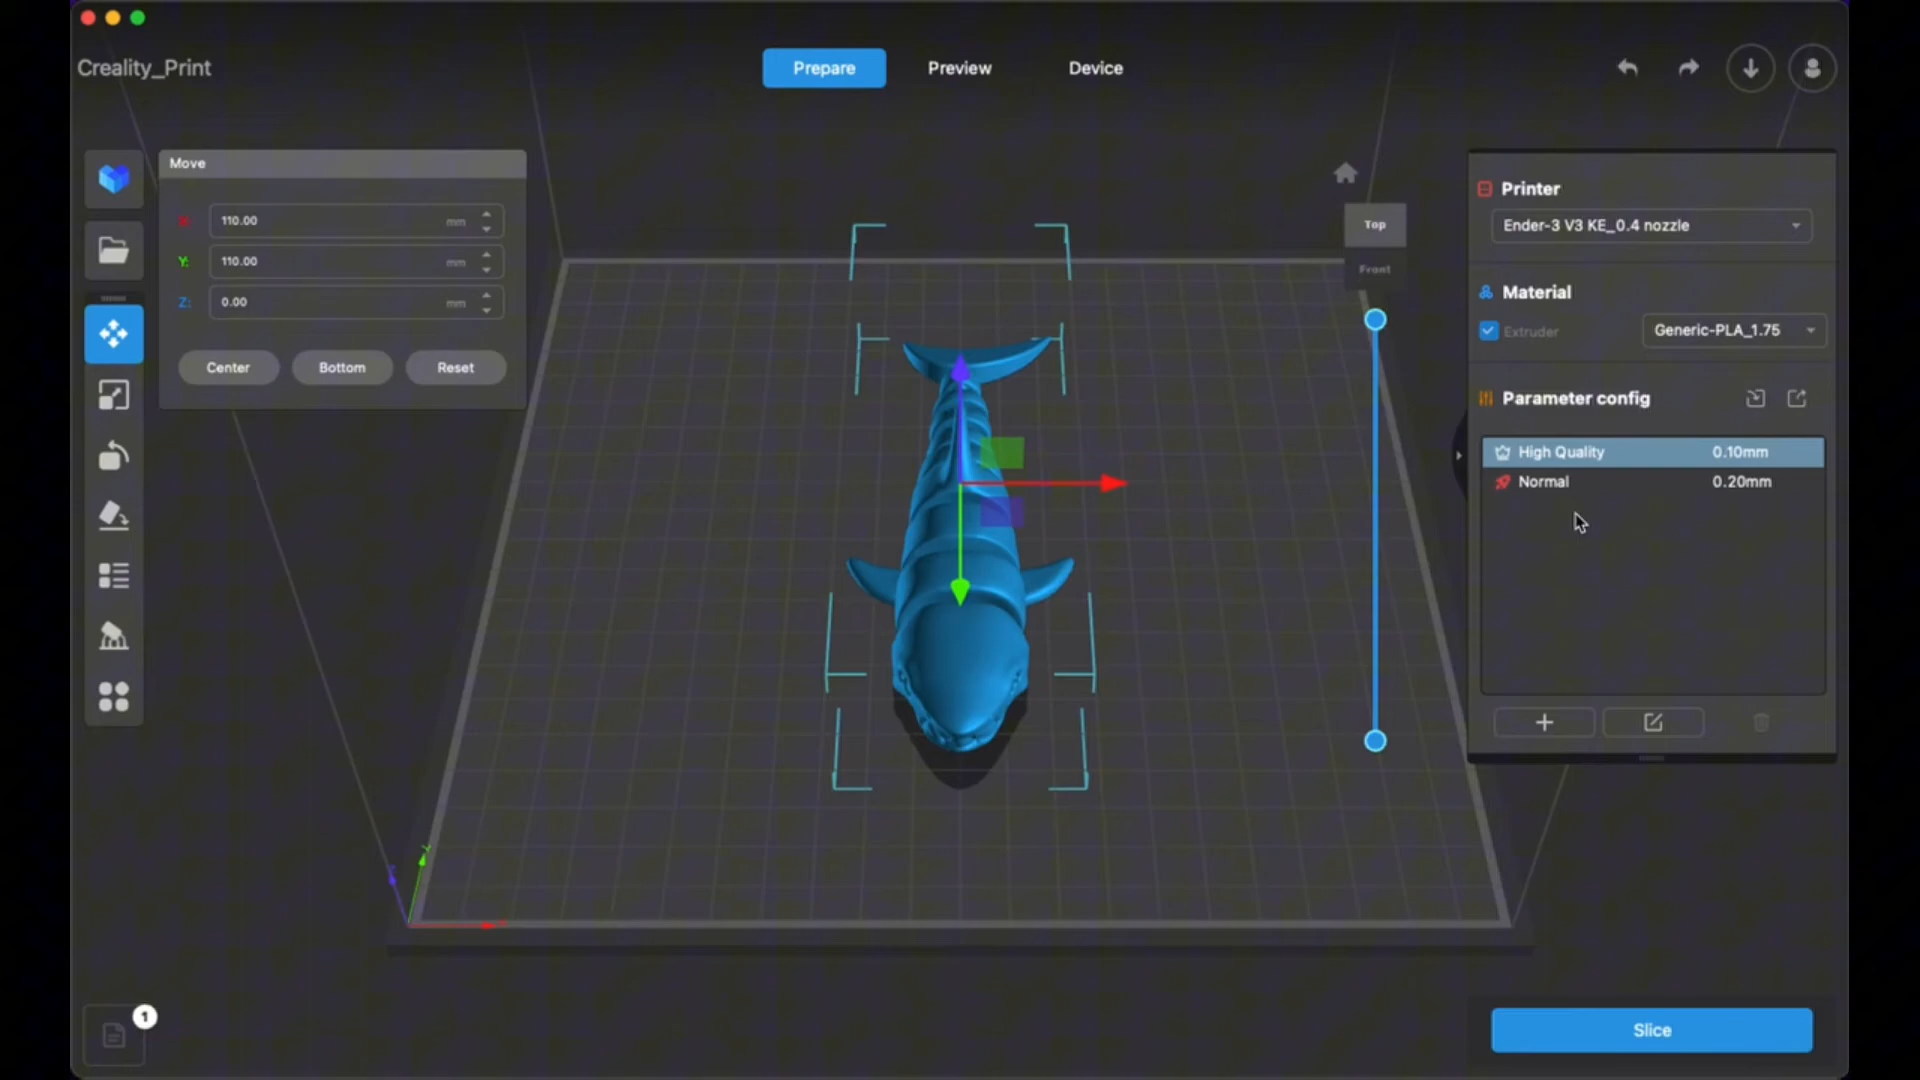 Creality_Print
Prepare
Preview
Device
Move
X: 110.00 mm
Y: 110.00 mm
Z: 0.00 mm
Center
Bottom
Reset
Top
Front
Printer
Ender-3 V3 KE_0.4 nozzle
Material
Extruder
Generic-PLA_1.75
Parameter config
High Quality 0.10mm
Normal 0.20mm
1
Slice